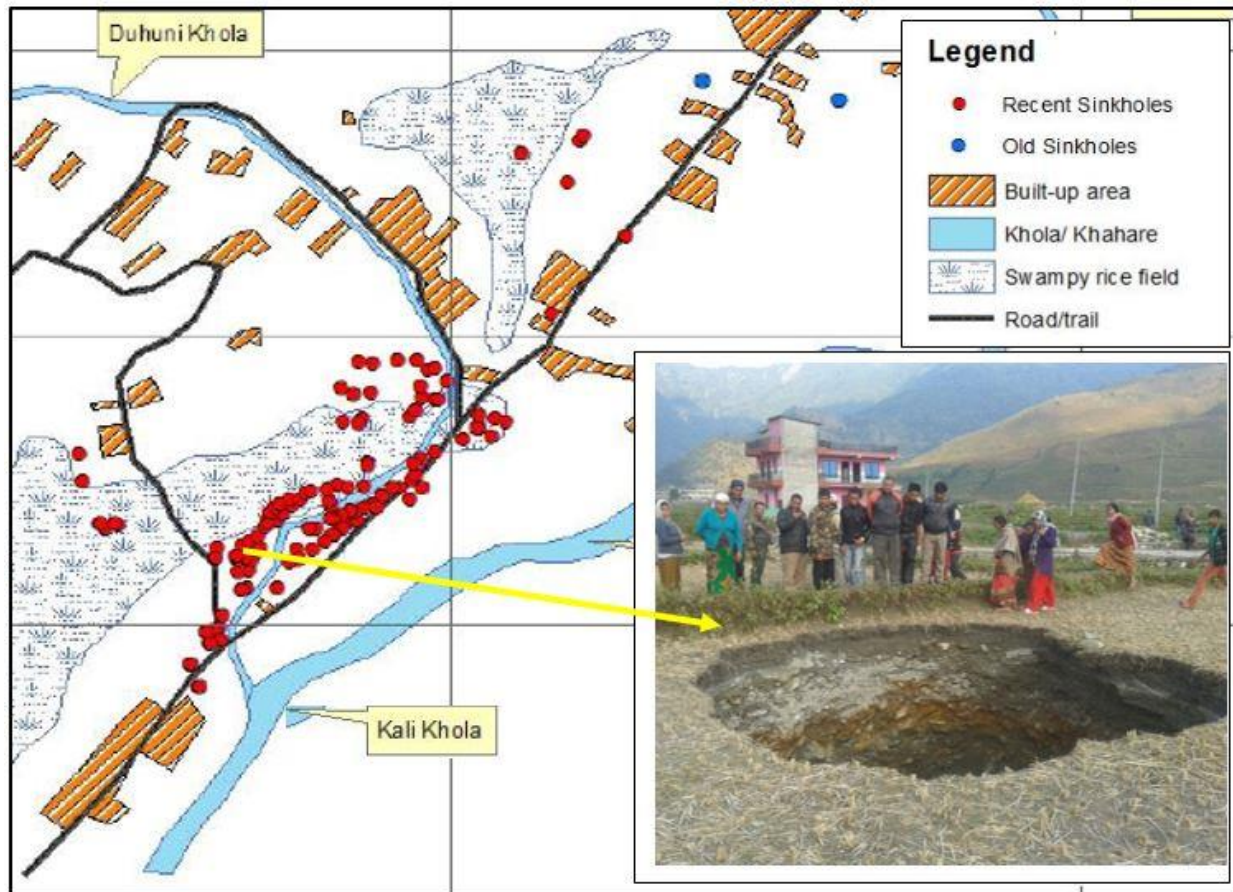 Duhuni Khola
Legend
Recent Sinkholes
Old Sinkholes
Built-up area
Khola/ Khahare
Swampy rice field
Road/trail
Kali Khola